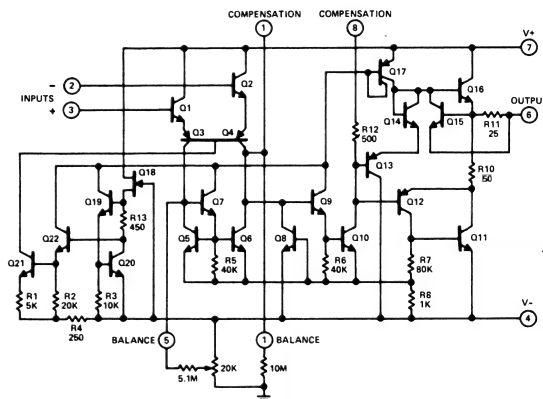 COMPENSATION COMPENSATION
1 8
V+
7
Q17
Q2
2
Q16
INPUTS
Q1
3
Q14 Q15
OUTPUT
6
R11
25
Q3 Q4
R12
500
Q18
Q13
R10
50
Q19
Q7
Q9
Q12
R13
450
Q22
Q5 Q6 Q8 Q10 Q11
Q21 Q20
R5
40K
R6
40K
R7
80K
R1
5K
R2
20K
R3
10K
R8
1K
R4
250
V-
4
BALANCE 5
1 BALANCE
20K
5.1M
10M